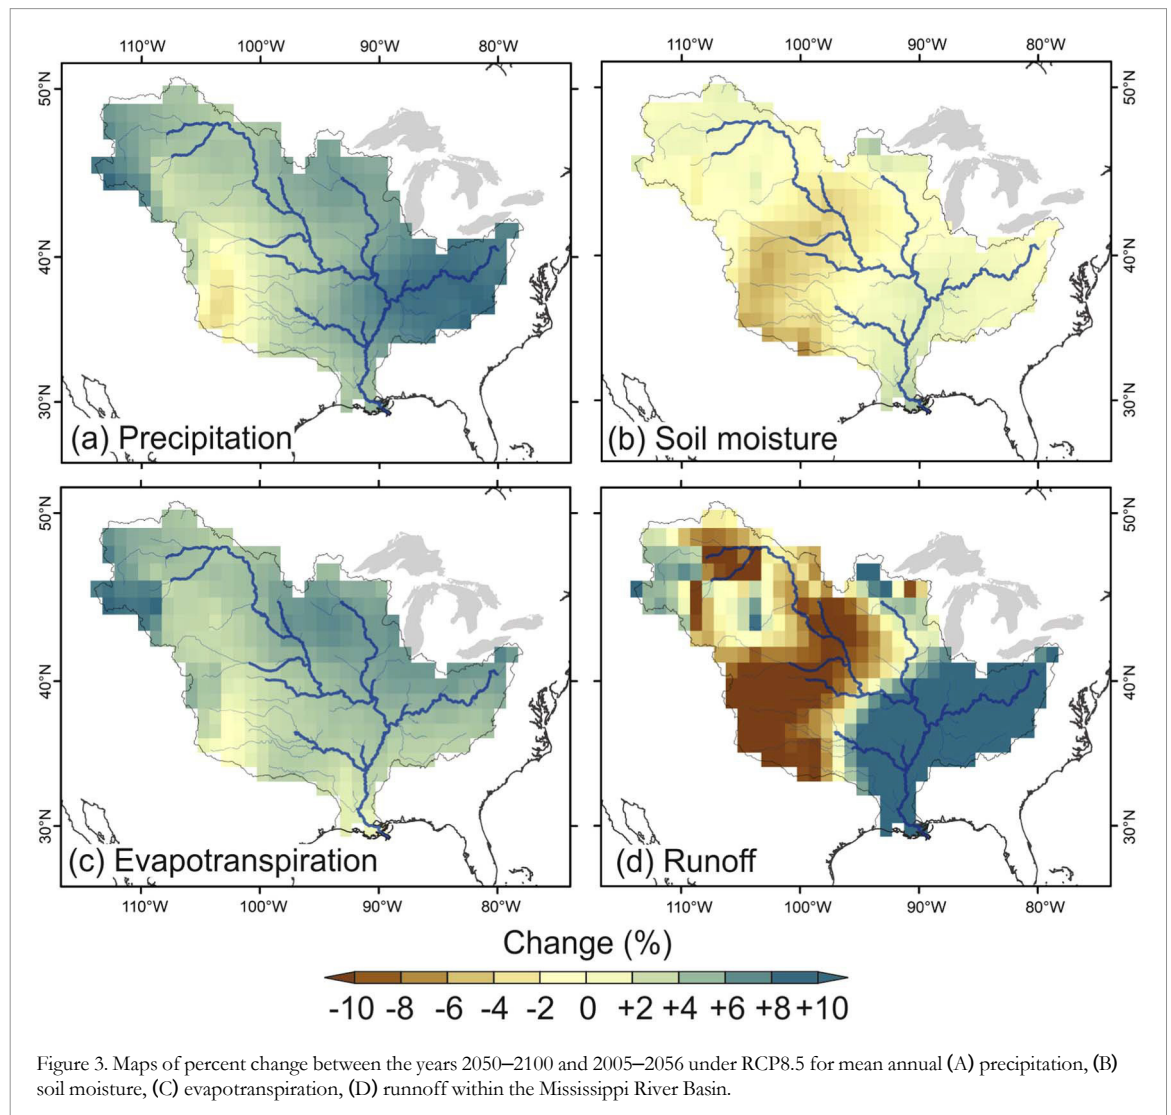 110°W 100°W 90°W 80°W
50°N
40°N
30°N
(a) Precipitation
50°N
40°N
30°N
(b) Soil moisture
110°W 100°W 90°W 80°W
50°N
40°N
30°N
(c) Evapotranspiration
110°W 100°W 90°W 80°W
50°N
40°N
30°N
(d) Runoff
110°W 100°W 90°W 80°W
Change (%)
-10 -8 -6 -4 -2 0 +2 +4 +6 +8 +10
Figure 3. Maps of percent change between the years 2050–2100 and 2005–2056 under RCP8.5 for mean annual (A) precipitation, (B)
soil moisture, (C) evapotranspiration, (D) runnoff within the Mississippi River Basin.